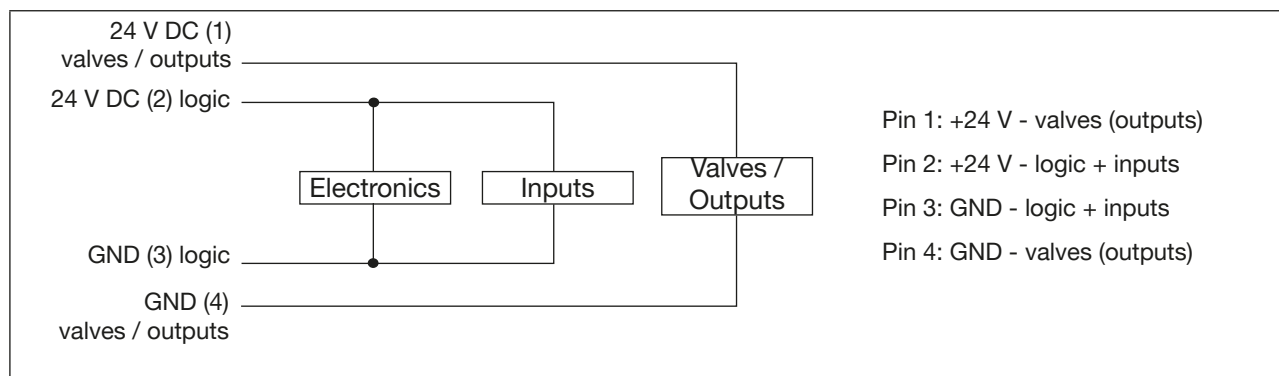 24 V DC (1)
valves / outputs
24 V DC (2) logic
Electronics
Inputs
Valves /
Outputs
GND (3) logic
GND (4)
valves / outputs
Pin 1: +24 V - valves (outputs)
Pin 2: +24 V - logic + inputs
Pin 3: GND - logic + inputs
Pin 4: GND - valves (outputs)